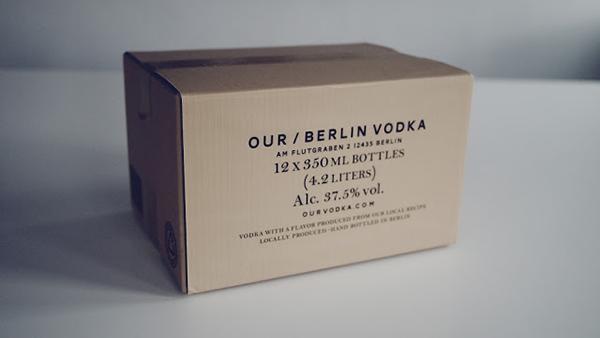 OUR / BERLIN VODKA
AM FLUTGRABEN 2 12435 BERLIN
12 X 350 ML BOTTLES
(4.2 LITERS)
Alc. 37.5% vol.
OURVODKA.COM
VODKA WITH A FLAVOR PRODUCED FROM OUR LOCAL RECIPE
LOCALLY PRODUCED - HAND BOTTLED IN BERLIN